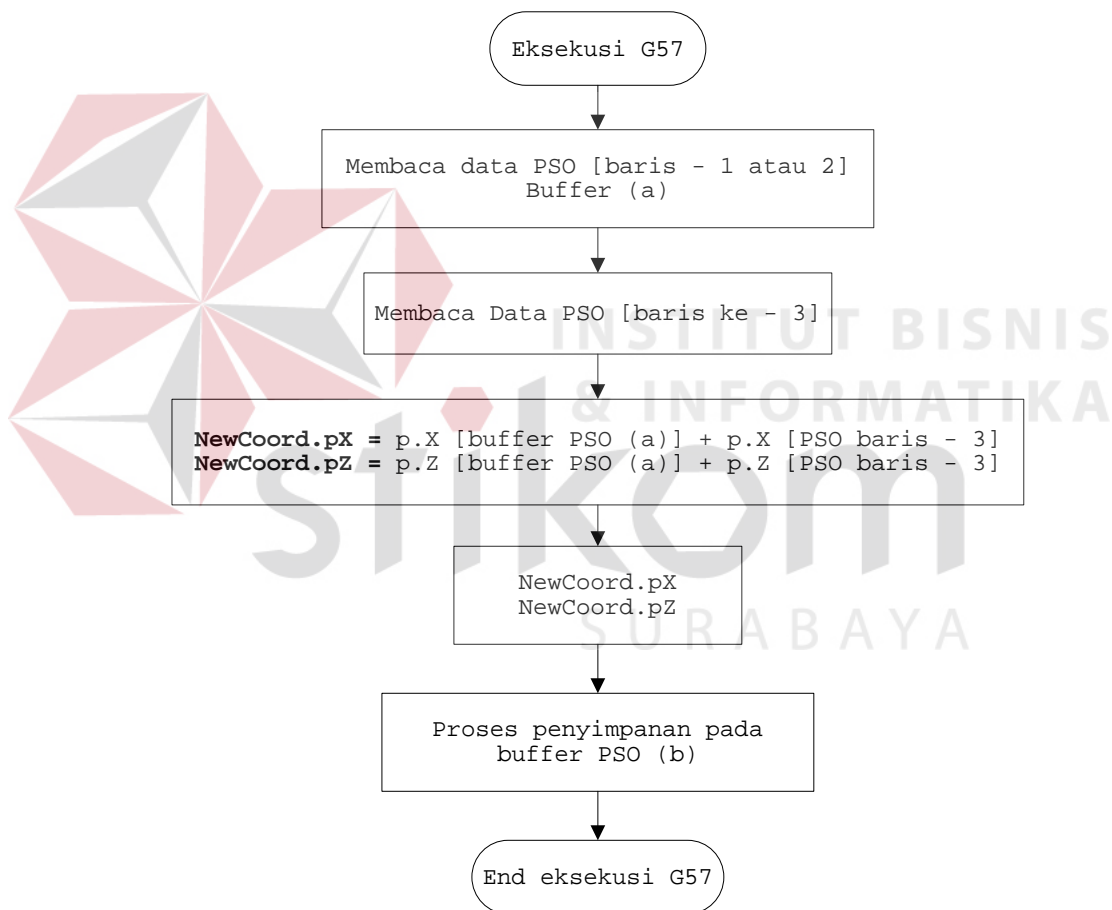 Eksekusi G57
Membaca data PSO [baris - 1 atau 2]
Buffer (a)
Membaca Data PSO [baris ke - 3]
INSTITUT BISNIS
& INFORMATIKA
NewCoord.pX = p.X [buffer PSO (a)] + p.X [PSO baris - 3]
NewCoord.pZ = p.Z [buffer PSO (a)] + p.Z [PSO baris - 3]
stikom
NewCoord.pX
NewCoord.pZ
SURABAYA
Proses penyimpanan pada
buffer PSO (b)
End eksekusi G57